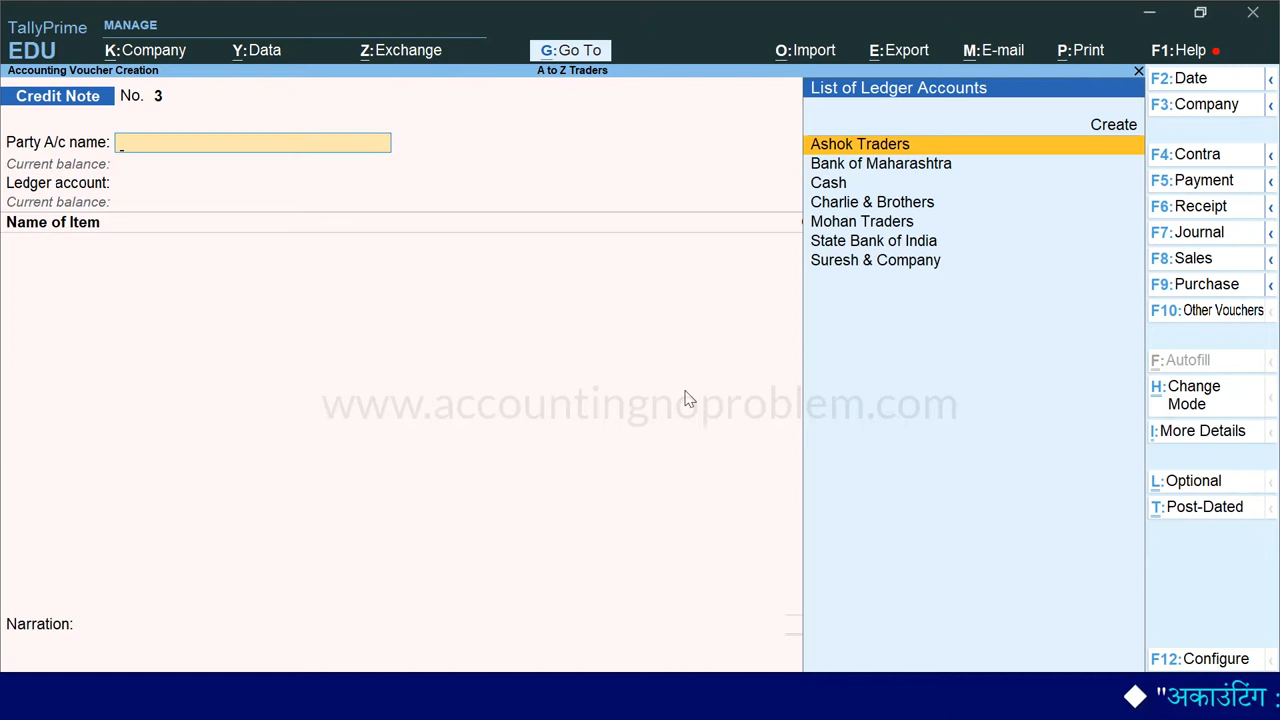 TallyPrime
EDU
MANAGE
K:Company
Y:Data
Z:Exchange
G:Go To
O:Import
E:Export
M:E-mail
P:Print
F1:Help
Accounting Voucher Creation
A to Z Traders
Credit Note No. 3
Party A/c name:
Current balance:
Ledger account:
Current balance:
Name of Item
Narration:
List of Ledger Accounts
Create
Ashok Traders
Bank of Maharashtra
Cash
Charlie & Brothers
Mohan Traders
State Bank of India
Suresh & Company
F2:Date
F3:Company
F4:Contra
F5:Payment
F6:Receipt
F7:Journal
F8:Sales
F9:Purchase
F10:Other Vouchers
F:Autofill
H:Change
Mode
I:More Details
L:Optional
T:Post-Dated
F12:Configure
www.accountingnoproblem.com
"अकाउंटिंग :